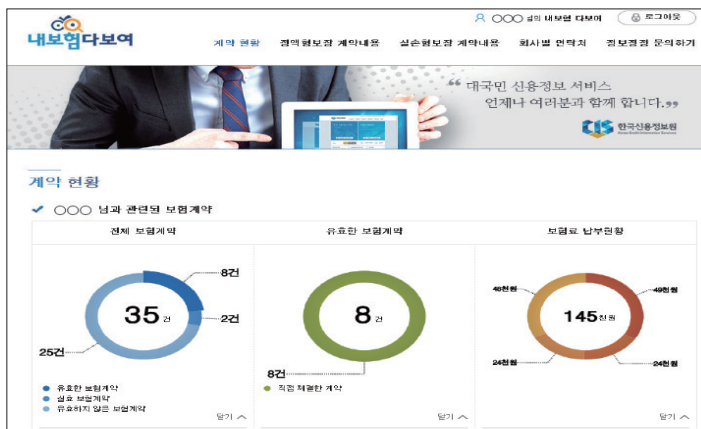 ○○○ 님의 내보험 다보여
로그아웃
내보험다보여
계약 현황 정액형보장 계약내용 실손형보장 계약내용 회사별 연락처 정보정정 문의하기
“ 대국민 신용정보 서비스
언제나 여러분과 함께 합니다.”
CIS 한국신용정보원
계약 현황
○○○ 님과 관련된 보험계약
전체 보험계약 유효한 보험계약 보험료 납부현황
35 건
8건
2건
25건
유효한 보험계약
실효 보험계약
유효하지 않은 보험계약
닫기
8 건
8건
직접 체결한 계약
닫기
145 천원
49천원
24천원
24천원
닫기